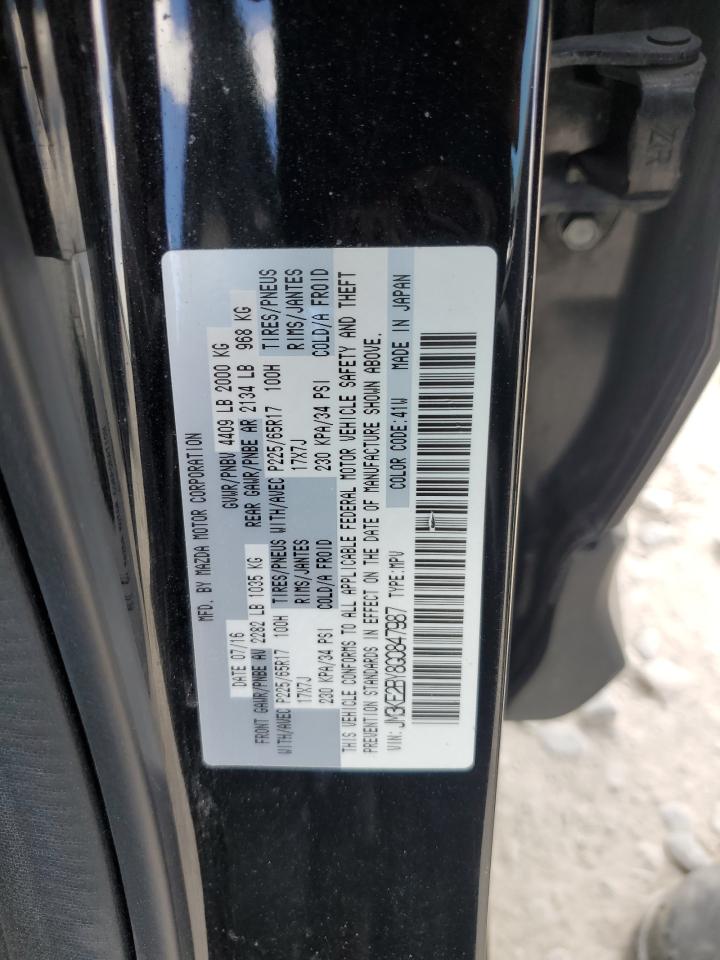 MFD. BY MAZDA MOTOR CORPORATION
DATE 07/16 GVWR/PNBV 4409 LB 2000 KG
FRONT GAWR/PNBE AV 2282 LB 1035 KG REAR GAWR/PNBE AR 2134 LB 968 KG
WITH/AVEC P225/65R17 100H TIRES/PNEUS WITH/AVEC P225/65R17 100H TIRES/PNEUS
17X7J RIMS/JANTES 17X7J RIMS/JANTES
230 KPA/34 PSI COLD/A FROID 230 KPA/34 PSI COLD/A FROID
THIS VEHICLE CONFORMS TO ALL APPLICABLE FEDERAL MOTOR VEHICLE SAFETY AND THEFT
PREVENTION STANDARDS IN EFFECT ON THE DATE OF MANUFACTURE SHOWN ABOVE.
VIN: JM3KE2BY8G0847987 TYPE:MPV COLOR CODE:41W MADE IN JAPAN